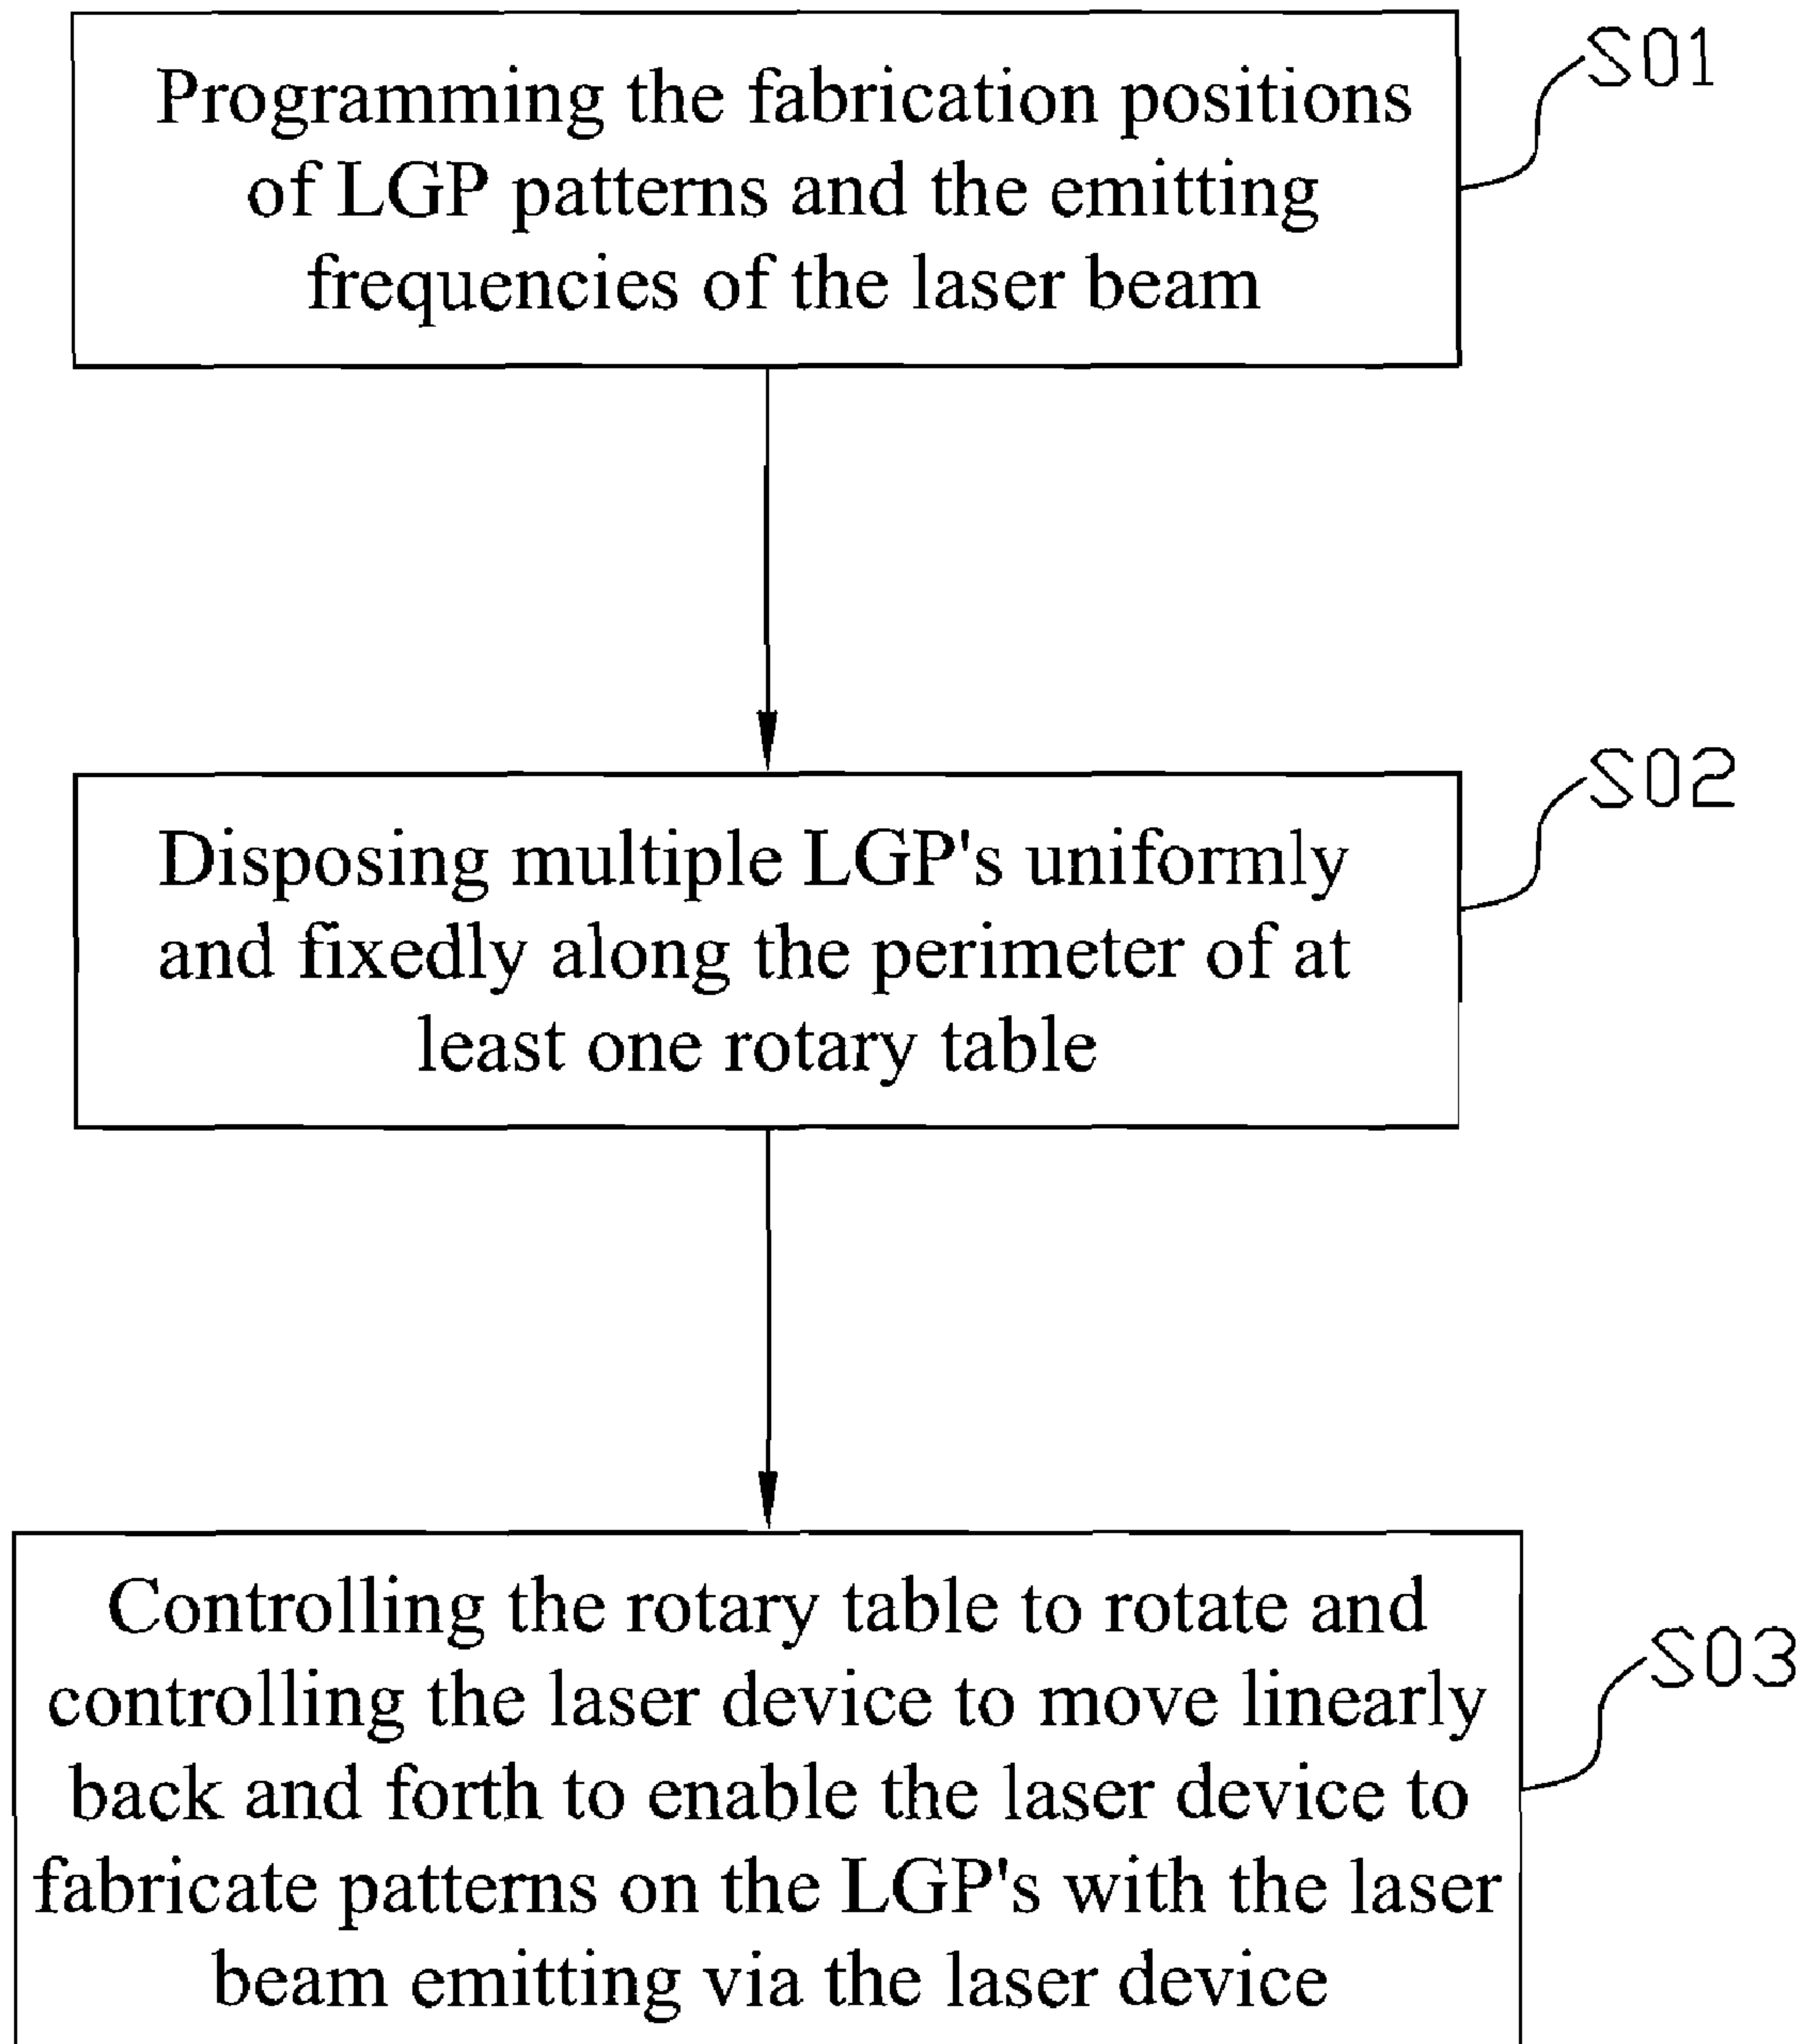 Programming the fabrication positions
of LGP patterns and the emitting
frequencies of the laser beam
S01
Disposing multiple LGP's uniformly
and fixedly along the perimeter of at
least one rotary table
S02
Controlling the rotary table to rotate and
controlling the laser device to move linearly
back and forth to enable the laser device to
fabricate patterns on the LGP's with the laser
beam emitting via the laser device
S03